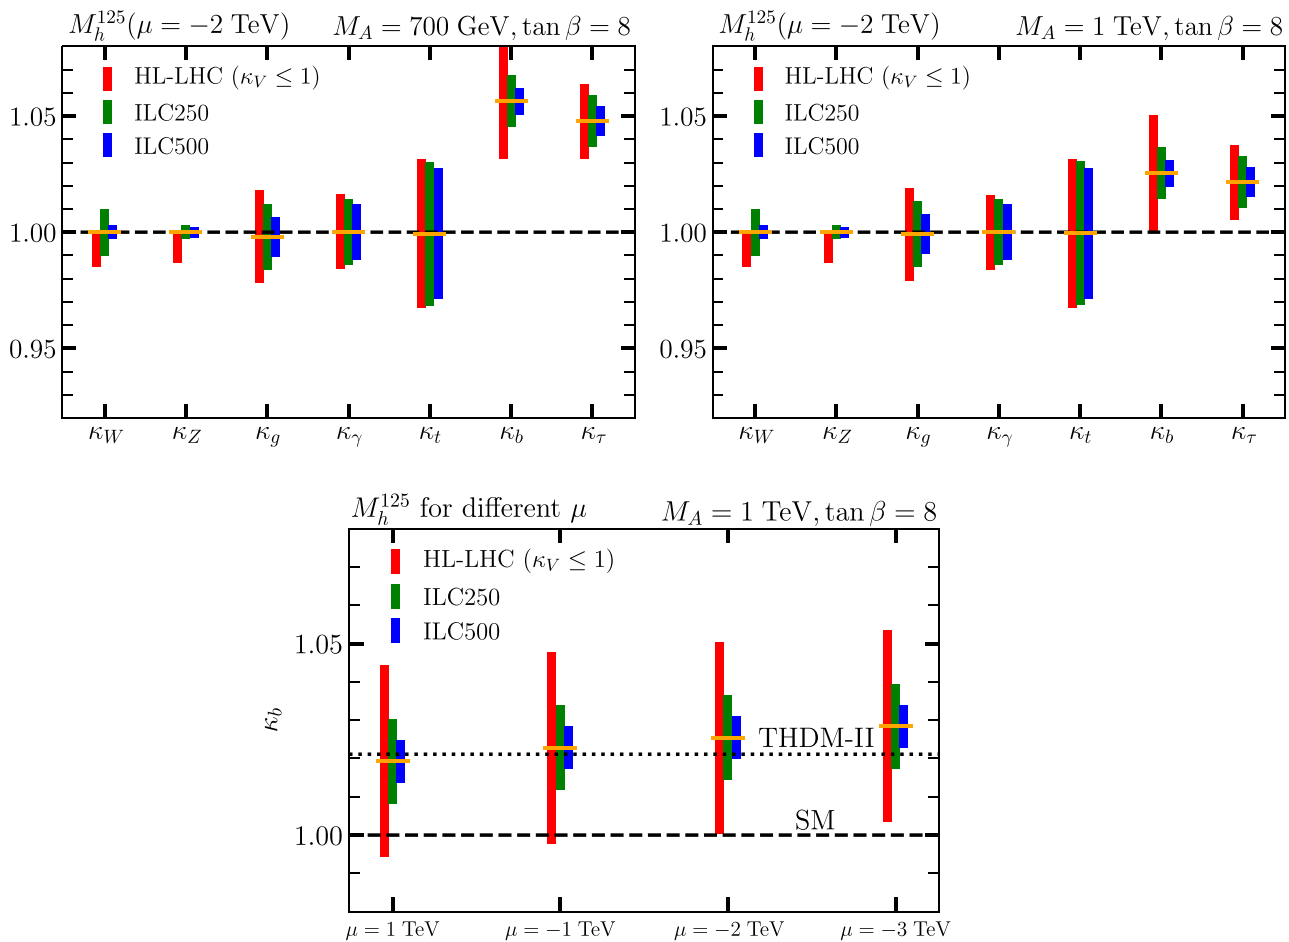 M_h^{125}(μ = −2 TeV)
M_A = 700 GeV, tan β = 8
HL-LHC (κ_V ≤ 1)
ILC250
ILC500
1.05
1.00
0.95
κ_W κ_Z κ_g κ_γ κ_t κ_b κ_τ
M_h^{125}(μ = −2 TeV)
M_A = 1 TeV, tan β = 8
HL-LHC (κ_V ≤ 1)
ILC250
ILC500
1.05
1.00
0.95
κ_W κ_Z κ_g κ_γ κ_t κ_b κ_τ
M_h^{125} for different μ
M_A = 1 TeV, tan β = 8
HL-LHC (κ_V ≤ 1)
ILC250
ILC500
1.05
κ_b
THDM-II
SM
1.00
μ = 1 TeV μ = −1 TeV μ = −2 TeV μ = −3 TeV